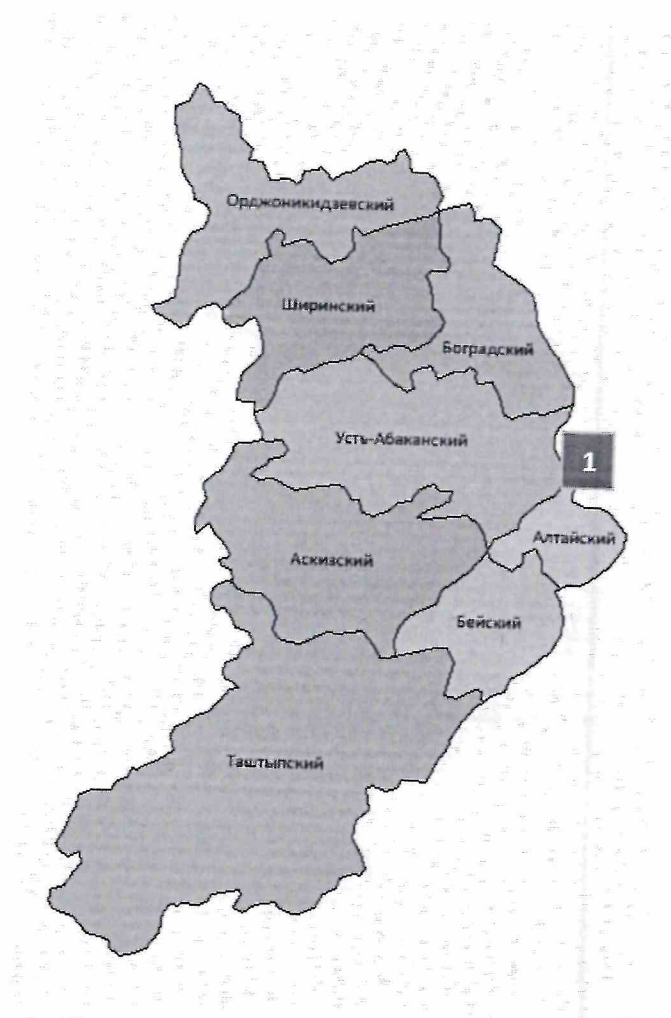 Орджоникидзевский
Ширинский
Боградский
Усть-Абаканский
1
Алтайский
Аскизский
Бейский
Таштыпский